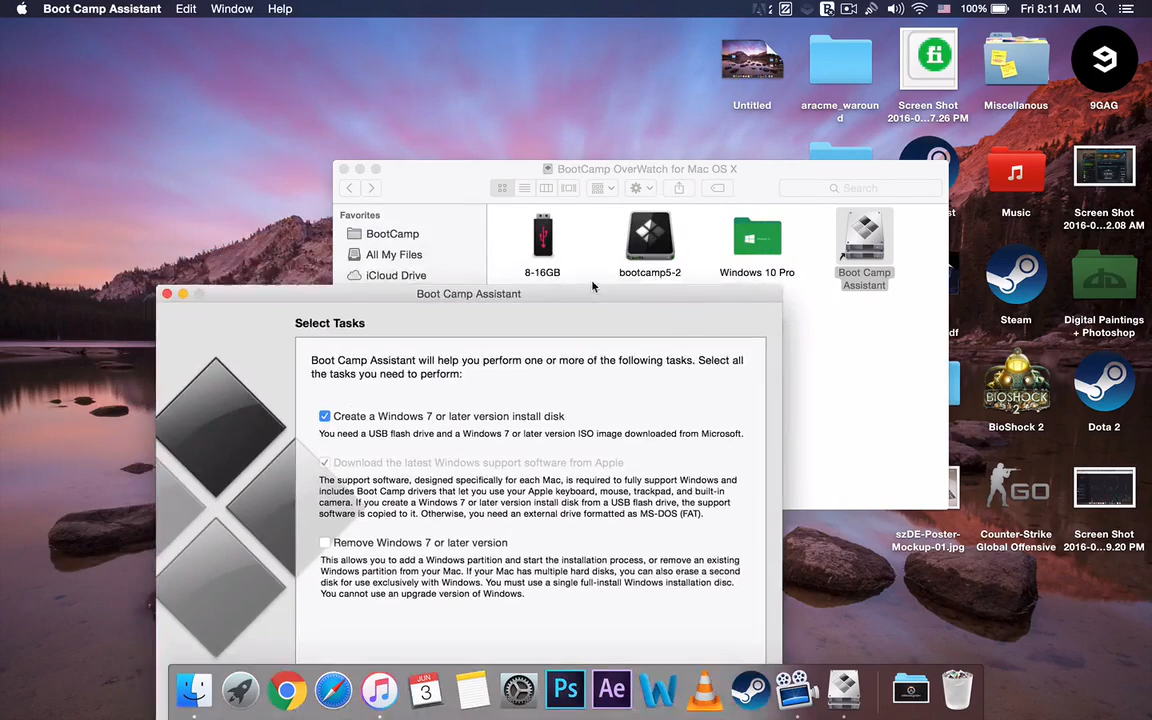 Boot Camp Assistant Edit Window Help
100% Fri 8:11 AM
Untitled
aracme_waroun
d
Screen Shot
2016-0...7.26 PM
Miscellanous
9GAG
BootCamp OverWatch for Mac OS X
Search
Favorites
BootCamp
All My Files
iCloud Drive
8-16GB
bootcamp5-2
Windows 10 Pro
Boot Camp
Assistant
Music
Screen Shot
2016-0...2.08 AM
Steam
Digital Paintings
+ Photoshop
BIOSHOCK
2
BioShock 2
Dota 2
GO
szDE-Poster-
Mockup-01.jpg
Counter-Strike
Global Offensive
Screen Shot
2016-0...9.20 PM
Boot Camp Assistant
Select Tasks
Boot Camp Assistant will help you perform one or more of the following tasks. Select all
the tasks you need to perform:
Create a Windows 7 or later version install disk
You need a USB flash drive and a Windows 7 or later version ISO image downloaded from Microsoft.
Download the latest Windows support software from Apple
The support software, designed specifically for each Mac, is required to fully support Windows and
includes Boot Camp drivers that let you use your Apple keyboard, mouse, trackpad, and built-in
camera. If you create a Windows 7 or later version install disk from a USB flash drive, the support
software is copied to it. Otherwise, you need an external drive formatted as MS-DOS (FAT).
Remove Windows 7 or later version
This allows you to add a Windows partition and start the installation process, or remove an existing
Windows partition from your Mac. If your Mac has multiple hard disks, you can also erase a second
disk for use exclusively with Windows. You must use a single full-install Windows installation disc.
You cannot use an upgrade version of Windows.
JUN
3
Ps
Ae
W